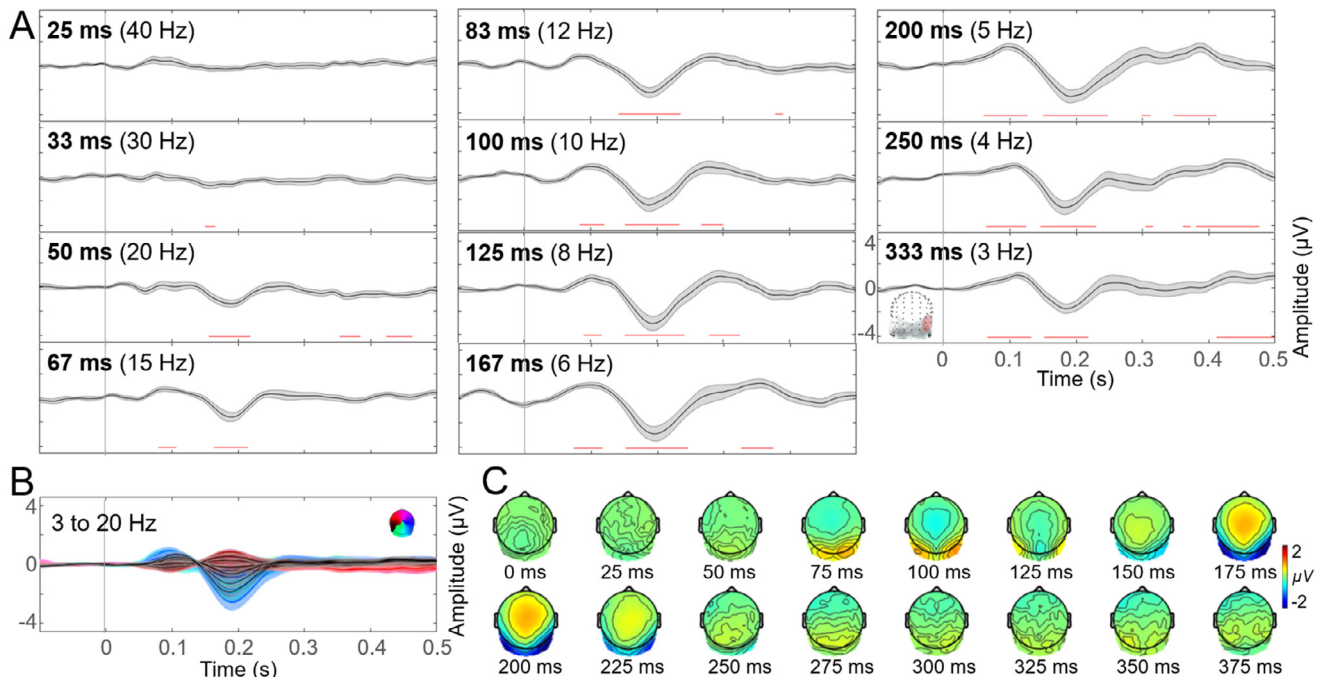 A
25 ms (40 Hz)
33 ms (30 Hz)
50 ms (20 Hz)
67 ms (15 Hz)
83 ms (12 Hz)
100 ms (10 Hz)
125 ms (8 Hz)
167 ms (6 Hz)
200 ms (5 Hz)
250 ms (4 Hz)
333 ms (3 Hz)
4
0
-4
Amplitude (µV)
0 0.1 0.2 0.3 0.4 0.5
Time (s)
B
3 to 20 Hz
4
0
-4
Amplitude (µV)
0 0.1 0.2 0.3 0.4 0.5
Time (s)
C
0 ms 25 ms 50 ms 75 ms 100 ms 125 ms 150 ms 175 ms
2
µV
-2
200 ms 225 ms 250 ms 275 ms 300 ms 325 ms 350 ms 375 ms